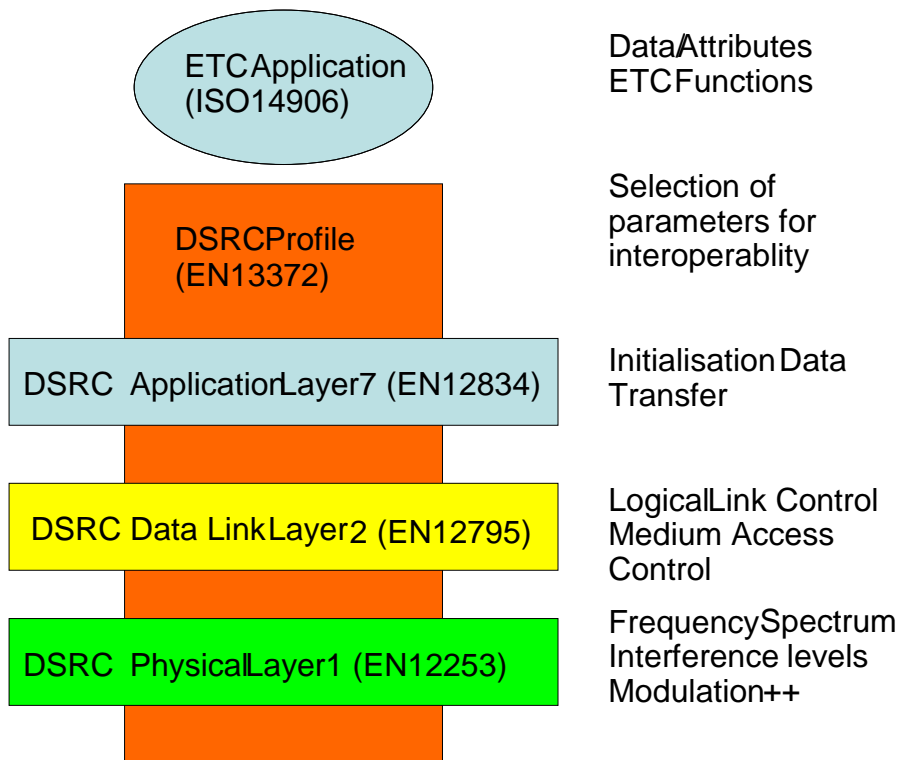 ETC Application
(ISO14906)
Data/Attributes
ETC Functions
DSRC Profile
(EN13372)
Selection of
parameters for
interoperablity
DSRC Application Layer 7 (EN12834)
Initialisation Data
Transfer
DSRC Data Link Layer 2 (EN12795)
Logical Link Control
Medium Access
Control
DSRC Physical Layer 1 (EN12253)
Frequency Spectrum
Interference levels
Modulation++